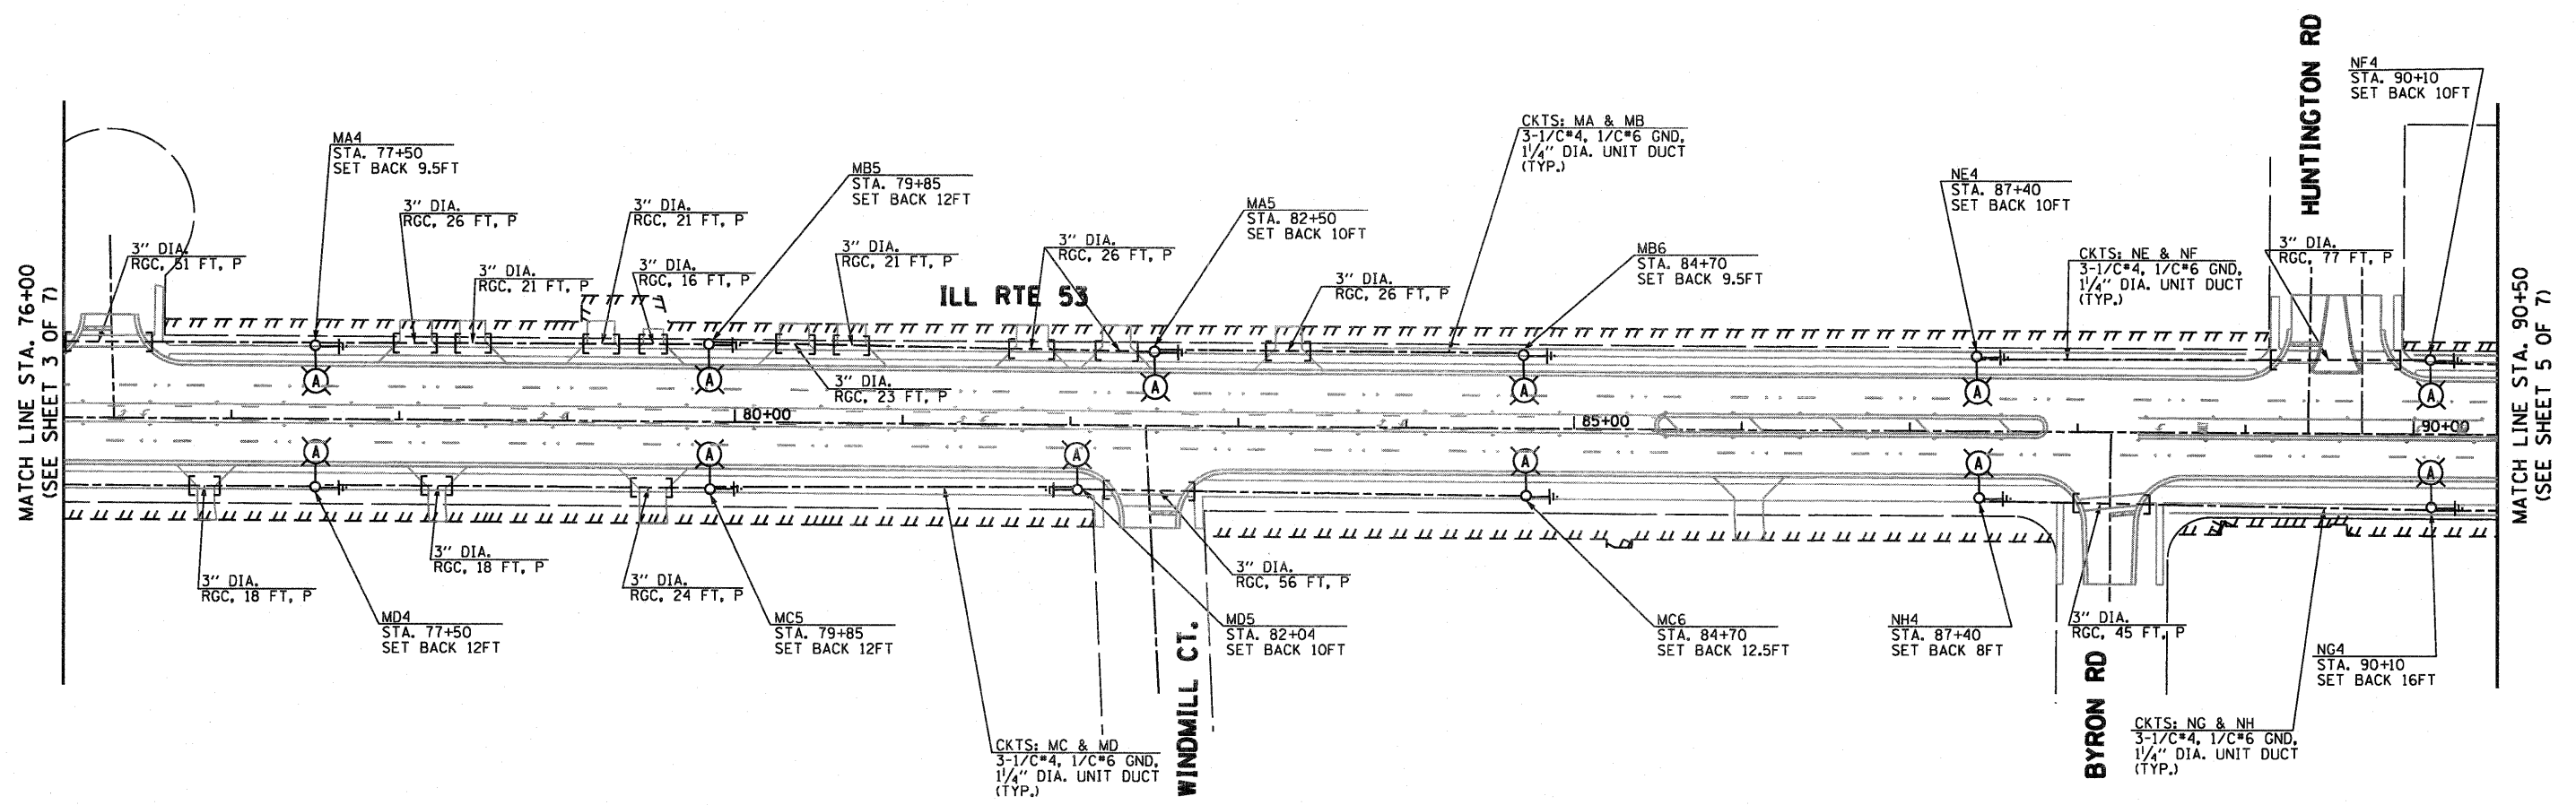 MATCH LINE STA. 76+00
(SEE SHEET 3 OF 7)
3" DIA.
RGC, 51 FT, P
MA4
STA. 77+50
SET BACK 9.5FT
3" DIA.
RGC, 26 FT, P
3" DIA.
RGC, 21 FT, P
3" DIA.
RGC, 21 FT, P
3" DIA.
RGC, 16 FT, P
MB5
STA. 79+85
SET BACK 12FT
3" DIA.
RGC, 21 FT, P
3" DIA.
RGC, 23 FT, P
ILL RTE 53
3" DIA.
RGC, 26 FT, P
MA5
STA. 82+50
SET BACK 10FT
3" DIA.
RGC, 26 FT, P
CKTS: MA & MB
3-1/C#4, 1/C#6 GND,
1¼" DIA. UNIT DUCT
(TYP.)
MB6
STA. 84+70
SET BACK 9.5FT
NE4
STA. 87+40
SET BACK 10FT
CKTS: NE & NF
3-1/C#4, 1/C#6 GND,
1¼" DIA. UNIT DUCT
(TYP.)
3" DIA.
RGC, 77 FT, P
HUNTINGTON RD
NF4
STA. 90+10
SET BACK 10FT
MATCH LINE STA. 90+50
(SEE SHEET 5 OF 7)
A
A
A
A
A
A
80+00
85+00
90+00
A
A
A
A
A
A
3" DIA.
RGC, 18 FT, P
MD4
STA. 77+50
SET BACK 12FT
3" DIA.
RGC, 18 FT, P
3" DIA.
RGC, 24 FT, P
MC5
STA. 79+85
SET BACK 12FT
CKTS: MC & MD
3-1/C#4, 1/C#6 GND,
1¼" DIA. UNIT DUCT
(TYP.)
WINDMILL CT.
3" DIA.
RGC, 56 FT, P
MD5
STA. 82+04
SET BACK 10FT
MC6
STA. 84+70
SET BACK 12.5FT
NH4
STA. 87+40
SET BACK 8FT
3" DIA.
RGC, 45 FT, P
BYRON RD
CKTS: NG & NH
3-1/C#4, 1/C#6 GND,
1¼" DIA. UNIT DUCT
(TYP.)
NG4
STA. 90+10
SET BACK 16FT